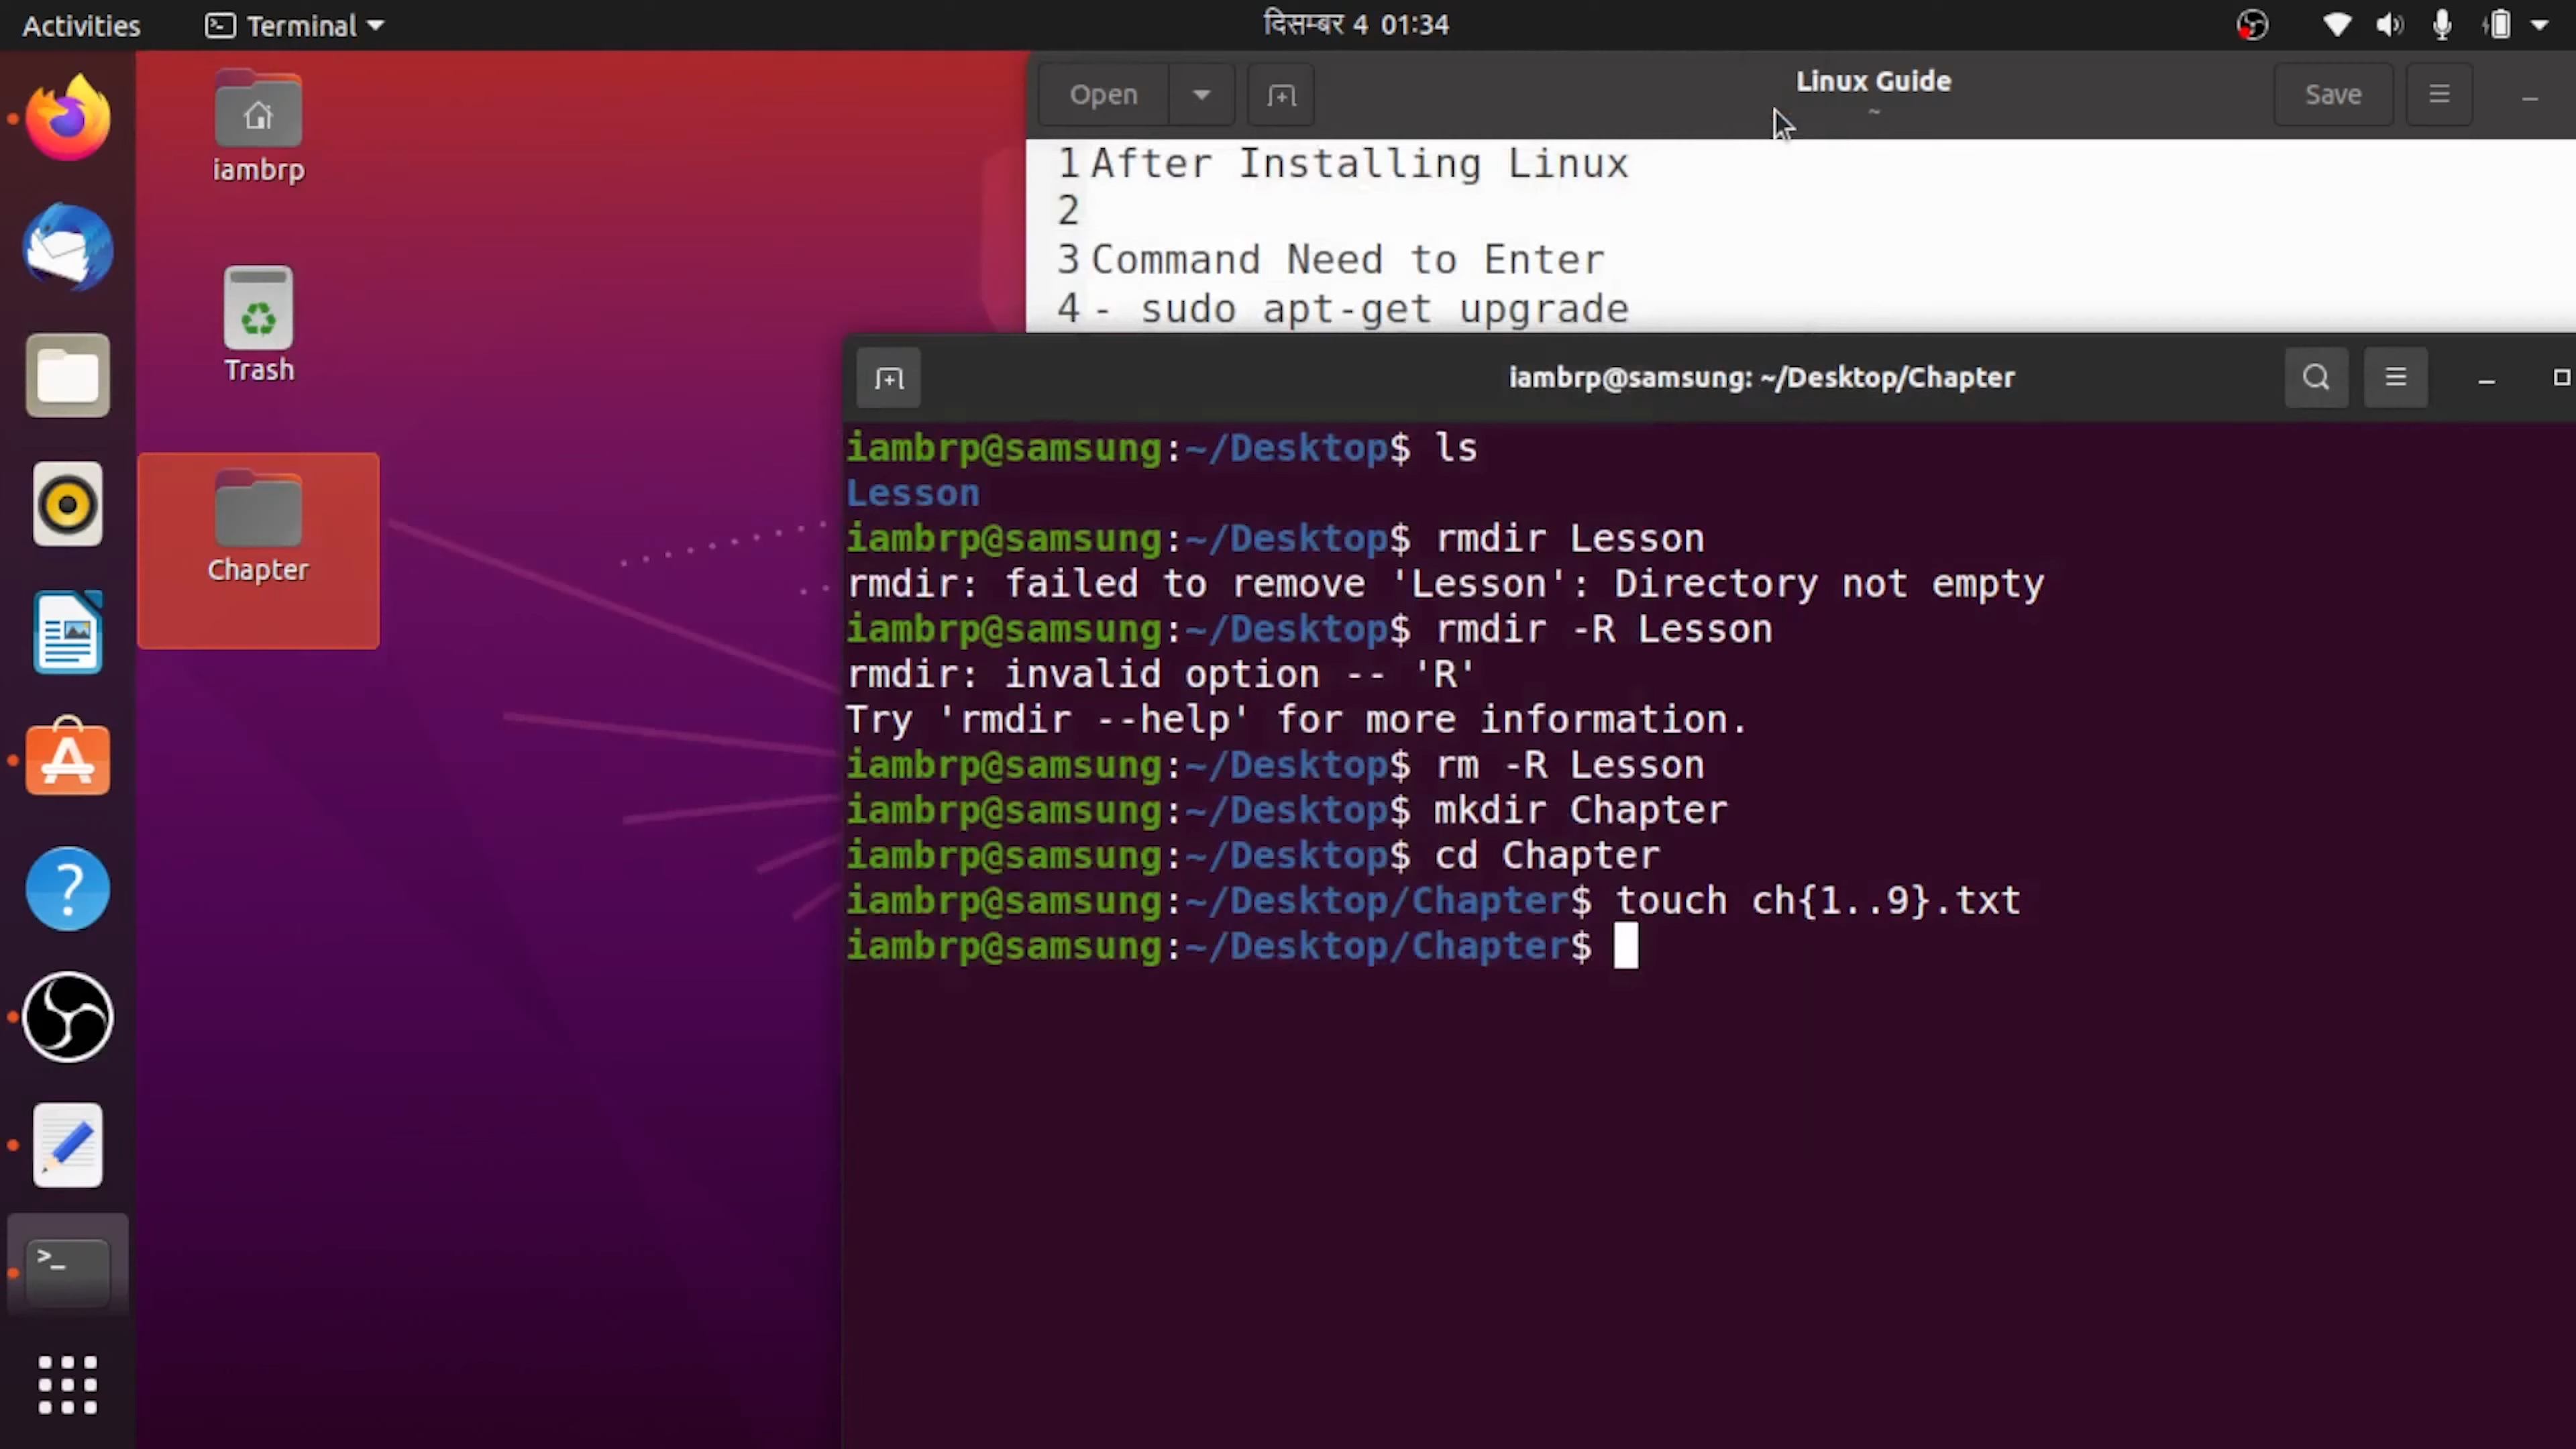 Activities
Terminal
दिसम्बर 4 01:34
iambrp
Trash
Chapter
Open
Linux Guide
~
Save
1 After Installing Linux
2
3 Command Need to Enter
4 - sudo apt-get upgrade
iambrp@samsung: ~/Desktop/Chapter
iambrp@samsung:~/Desktop$ ls
Lesson
iambrp@samsung:~/Desktop$ rmdir Lesson
rmdir: failed to remove 'Lesson': Directory not empty
iambrp@samsung:~/Desktop$ rmdir -R Lesson
rmdir: invalid option -- 'R'
Try 'rmdir --help' for more information.
iambrp@samsung:~/Desktop$ rm -R Lesson
iambrp@samsung:~/Desktop$ mkdir Chapter
iambrp@samsung:~/Desktop$ cd Chapter
iambrp@samsung:~/Desktop/Chapter$ touch ch{1..9}.txt
iambrp@samsung:~/Desktop/Chapter$